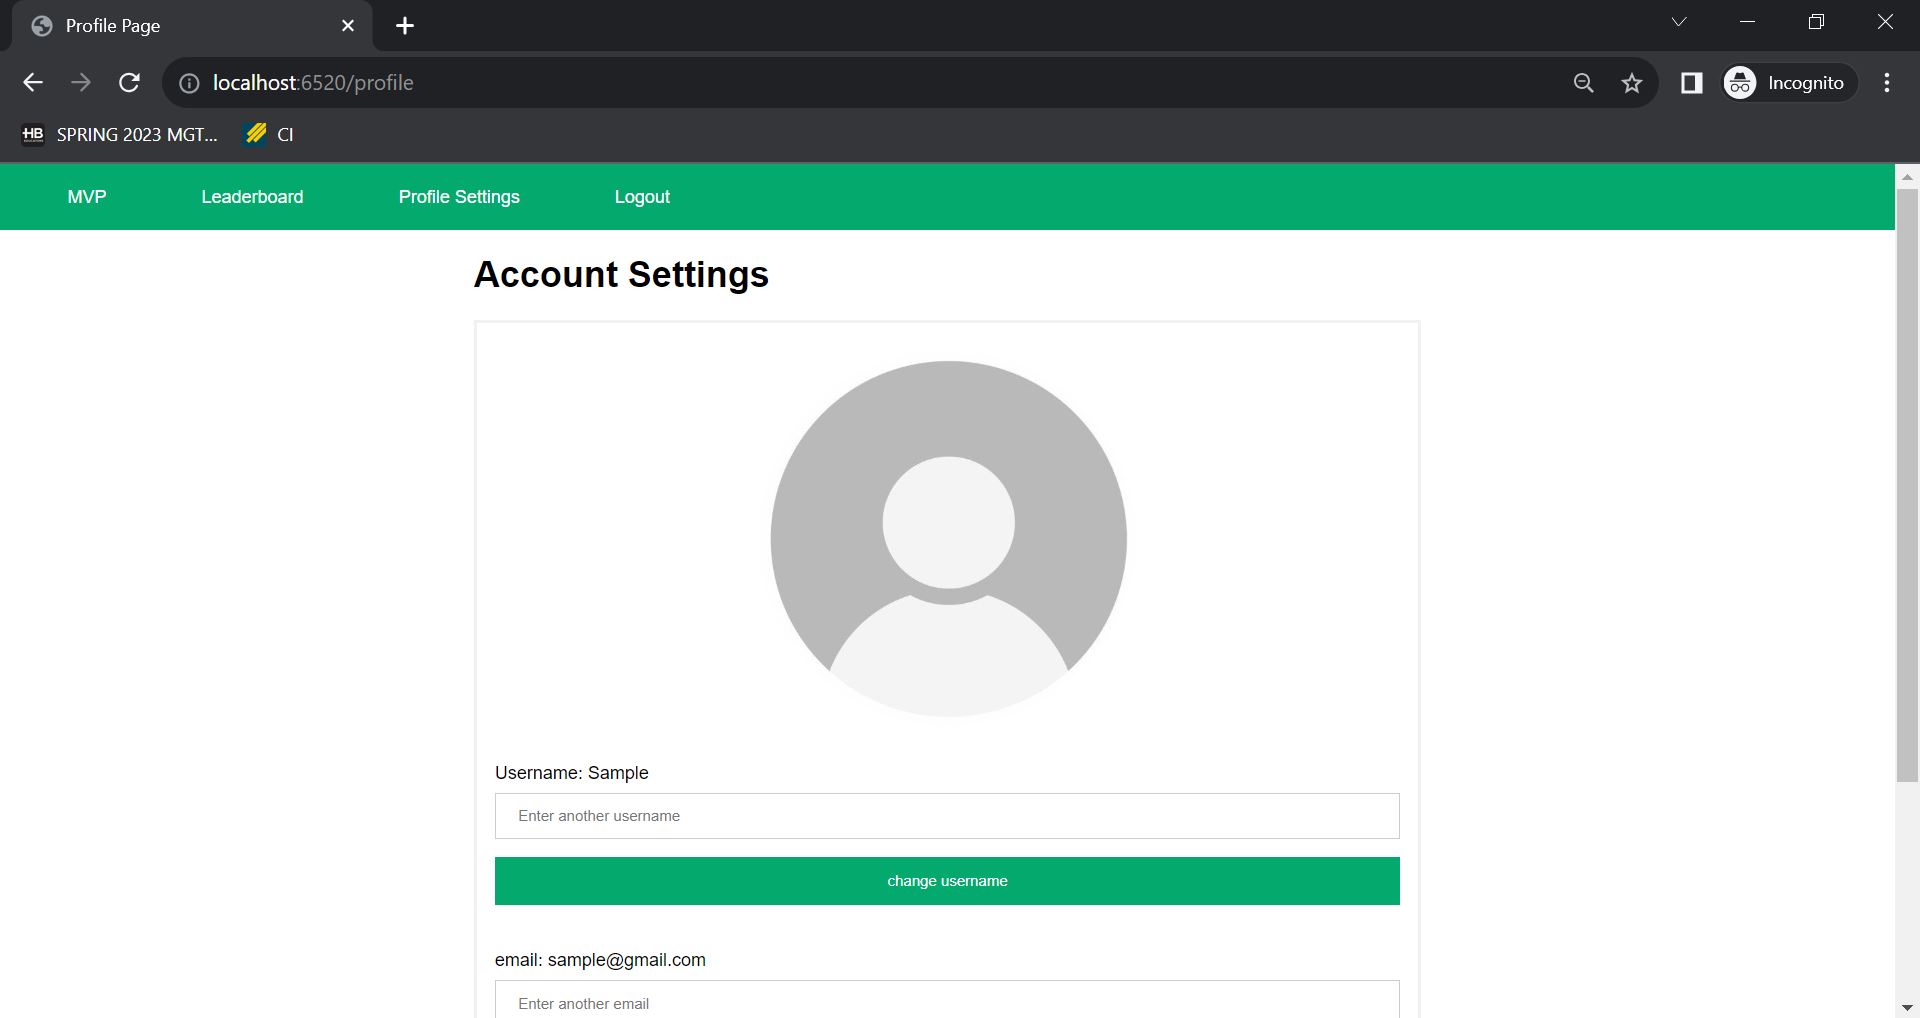 Profile Page
localhost:6520/profile
Incognito
HB SPRING 2023 MGT... CI
MVP Leaderboard Profile Settings Logout
Account Settings
Username: Sample
Enter another username
change username
email: sample@gmail.com
Enter another email